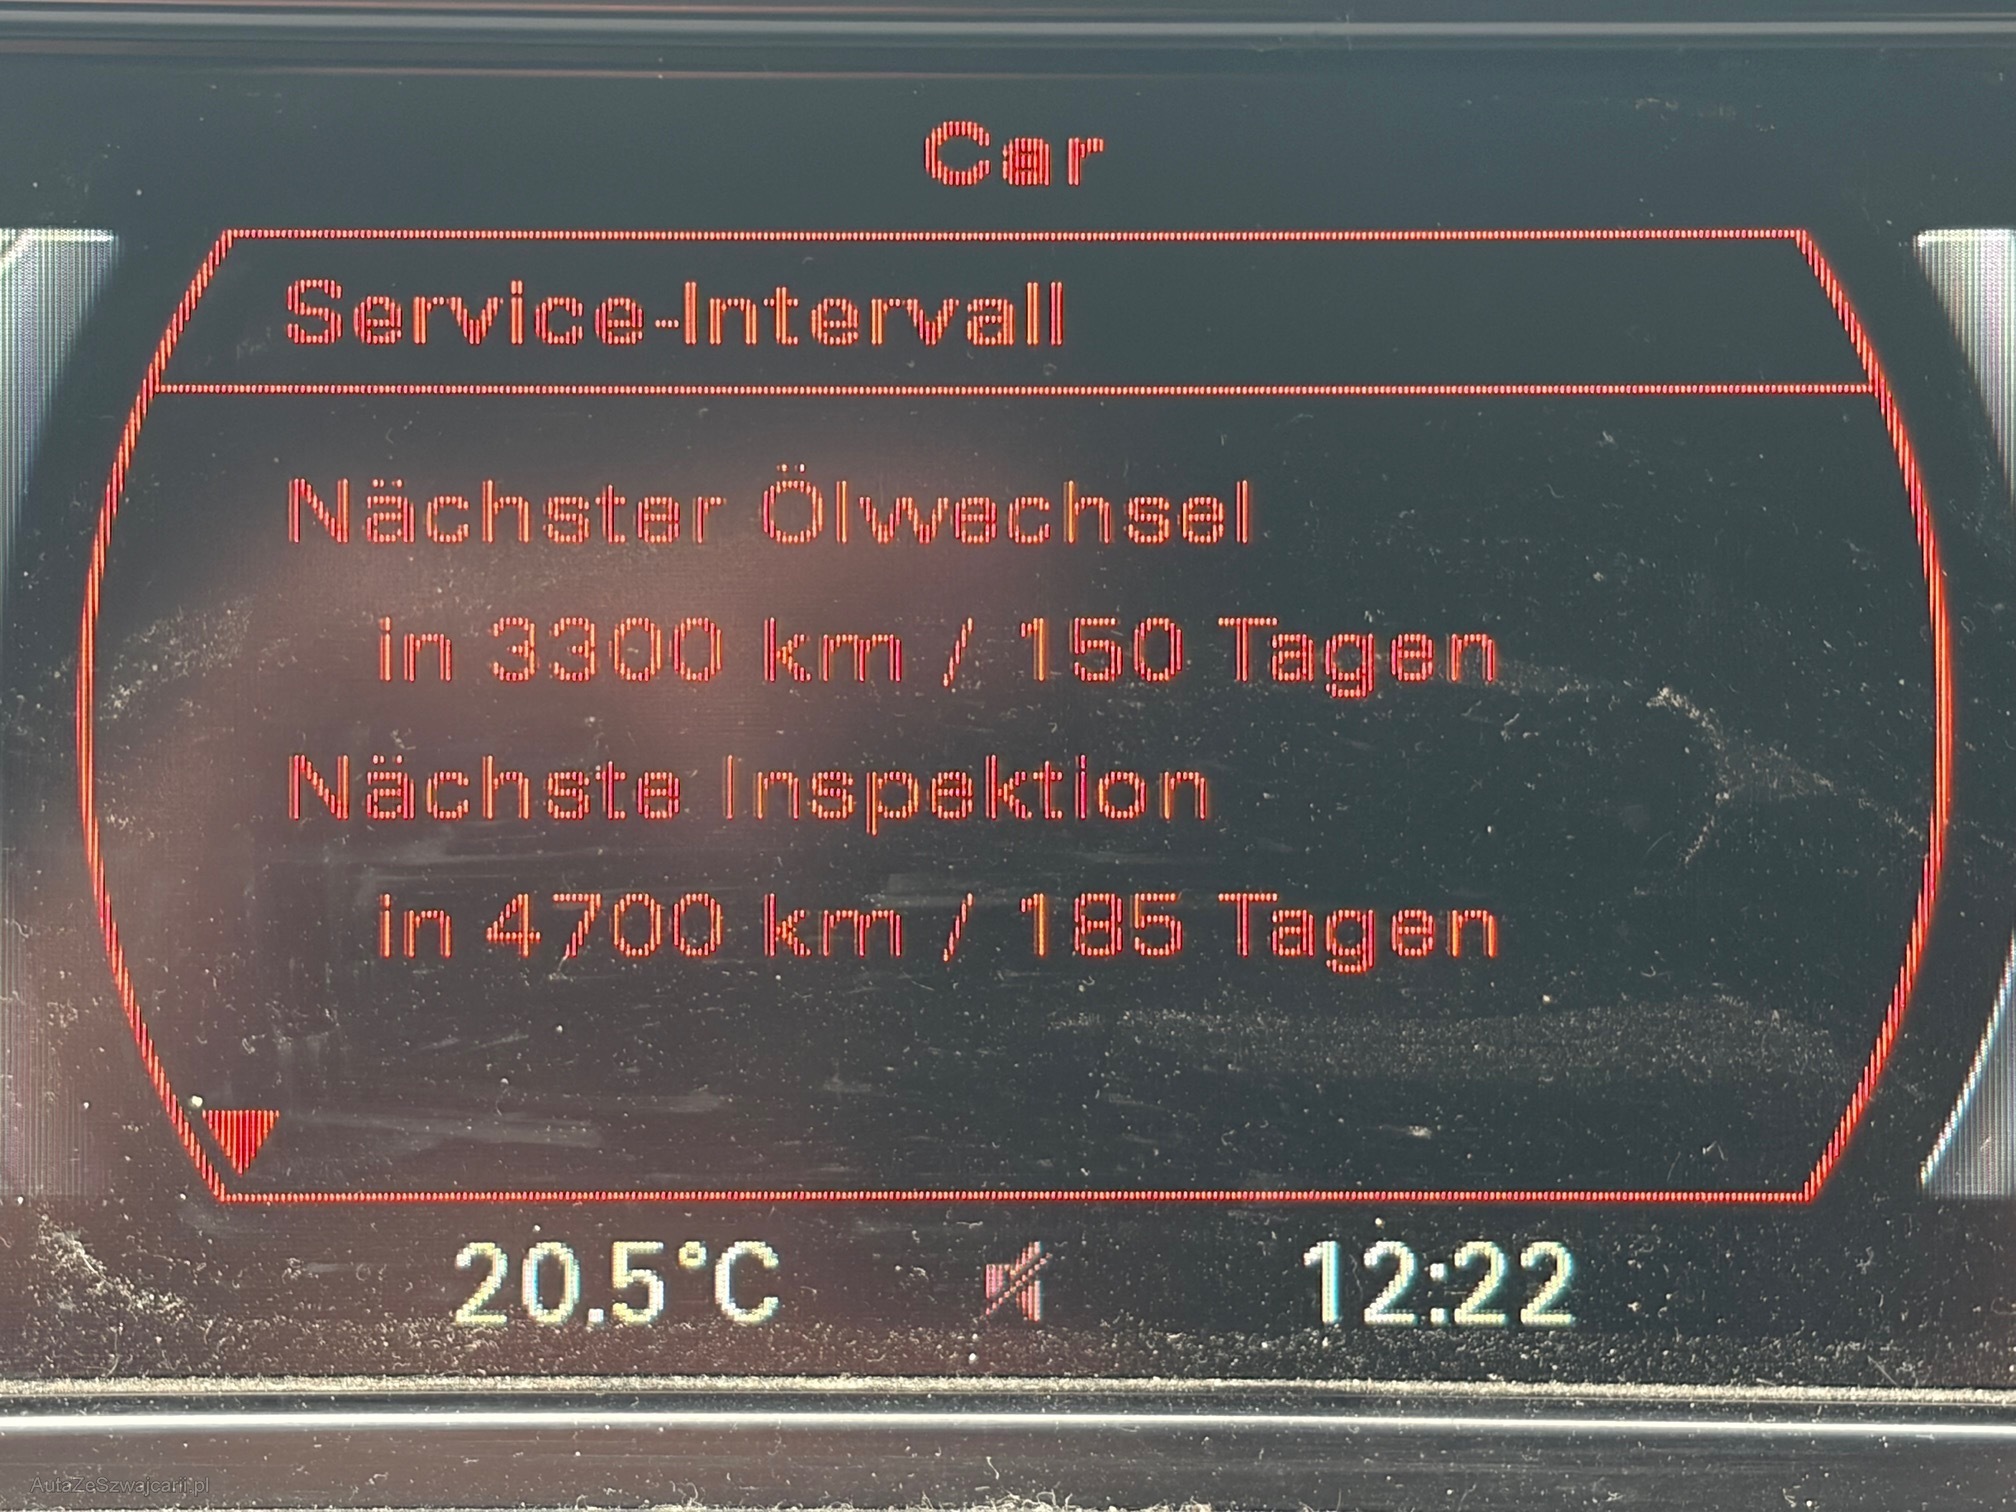 Car
Service-Intervall
Nächster Ölwechsel
in 3300 km / 150 Tagen
Nächste Inspektion
in 4700 km / 185 Tagen
20.5°C 12:22
AutaZeSzwajcarii.pl